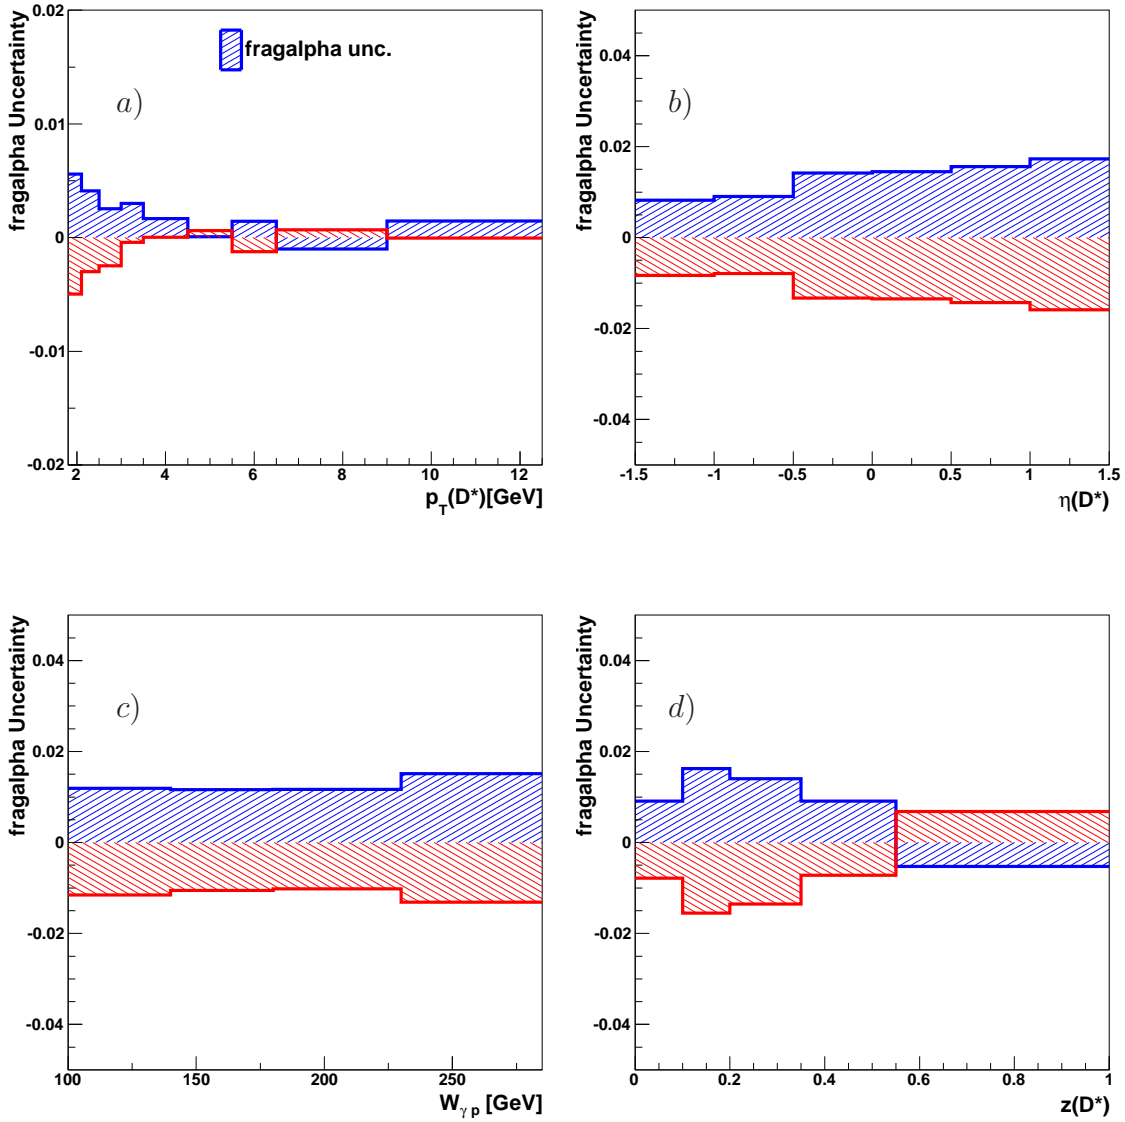 fragalpha Uncertainty
0.02
0.01
0
-0.01
-0.02
fragalpha unc.
a)
2 4 6 8 10 12
p_T(D*)[GeV]
fragalpha Uncertainty
0.04
0.02
0
-0.02
-0.04
b)
-1.5 -1 -0.5 0 0.5 1 1.5
η(D*)
fragalpha Uncertainty
0.04
0.02
0
-0.02
-0.04
c)
100 150 200 250
W_γ p [GeV]
fragalpha Uncertainty
0.04
0.02
0
-0.02
-0.04
d)
0 0.2 0.4 0.6 0.8 1
z(D*)